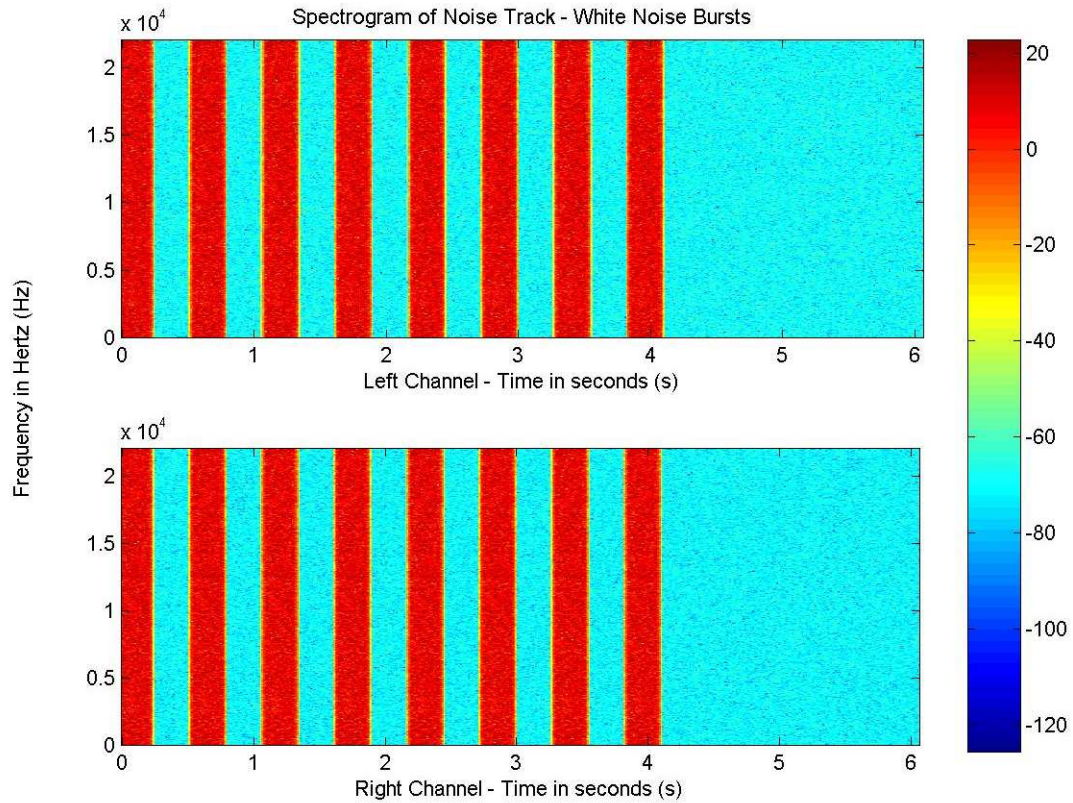 Spectrogram of Noise Track - White Noise Bursts
x 10^4
2
1.5
1
0.5
0
0 1 2 3 4 5 6
Left Channel - Time in seconds (s)
Frequency in Hertz (Hz)
x 10^4
2
1.5
1
0.5
0
0 1 2 3 4 5 6
Right Channel - Time in seconds (s)
20
0
-20
-40
-60
-80
-100
-120